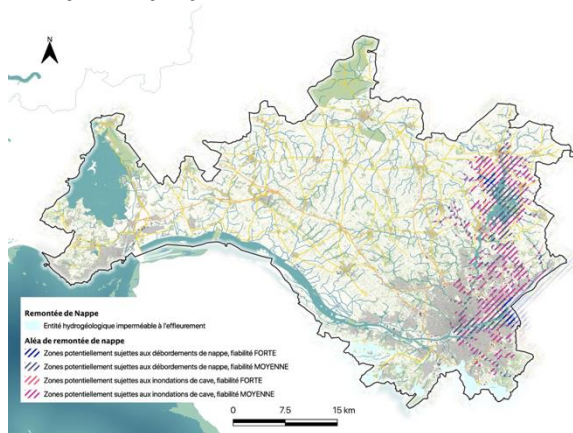 N
Remontée de Nappe
Entité hydrogéologique imperméable à l'effleurement
Aléa de remontée de nappe
Zones potentiellement sujettes aux débordements de nappe, fiabilité FORTE
Zones potentiellement sujettes aux débordements de nappe, fiabilité MOYENNE
Zones potentiellement sujettes aux inondations de cave, fiabilité FORTE
Zones potentiellement sujettes aux inondations de cave, fiabilité MOYENNE
0 7.5 15 km